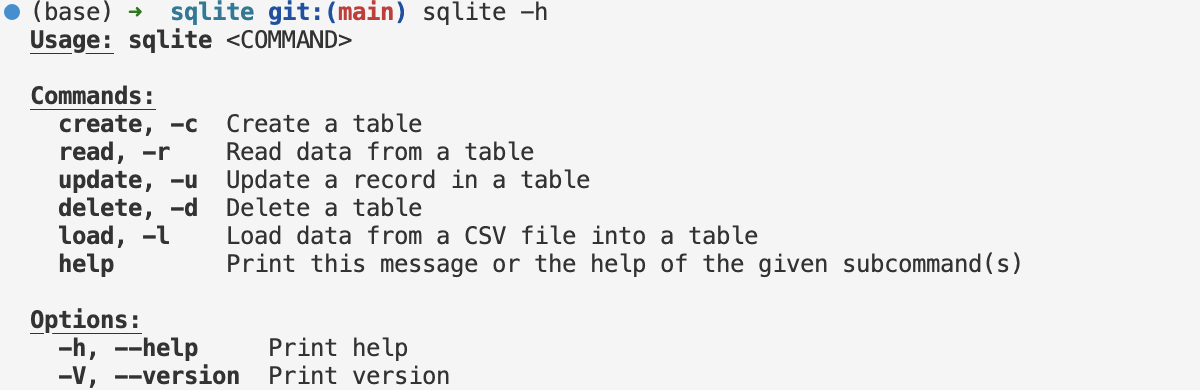 (base) ➜  sqlite git:(main) sqlite -h
Usage: sqlite <COMMAND>

Commands:
  create, -c  Create a table
  read, -r    Read data from a table
  update, -u  Update a record in a table
  delete, -d  Delete a table
  load, -l    Load data from a CSV file into a table
  help        Print this message or the help of the given subcommand(s)

Options:
  -h, --help     Print help
  -V, --version  Print version